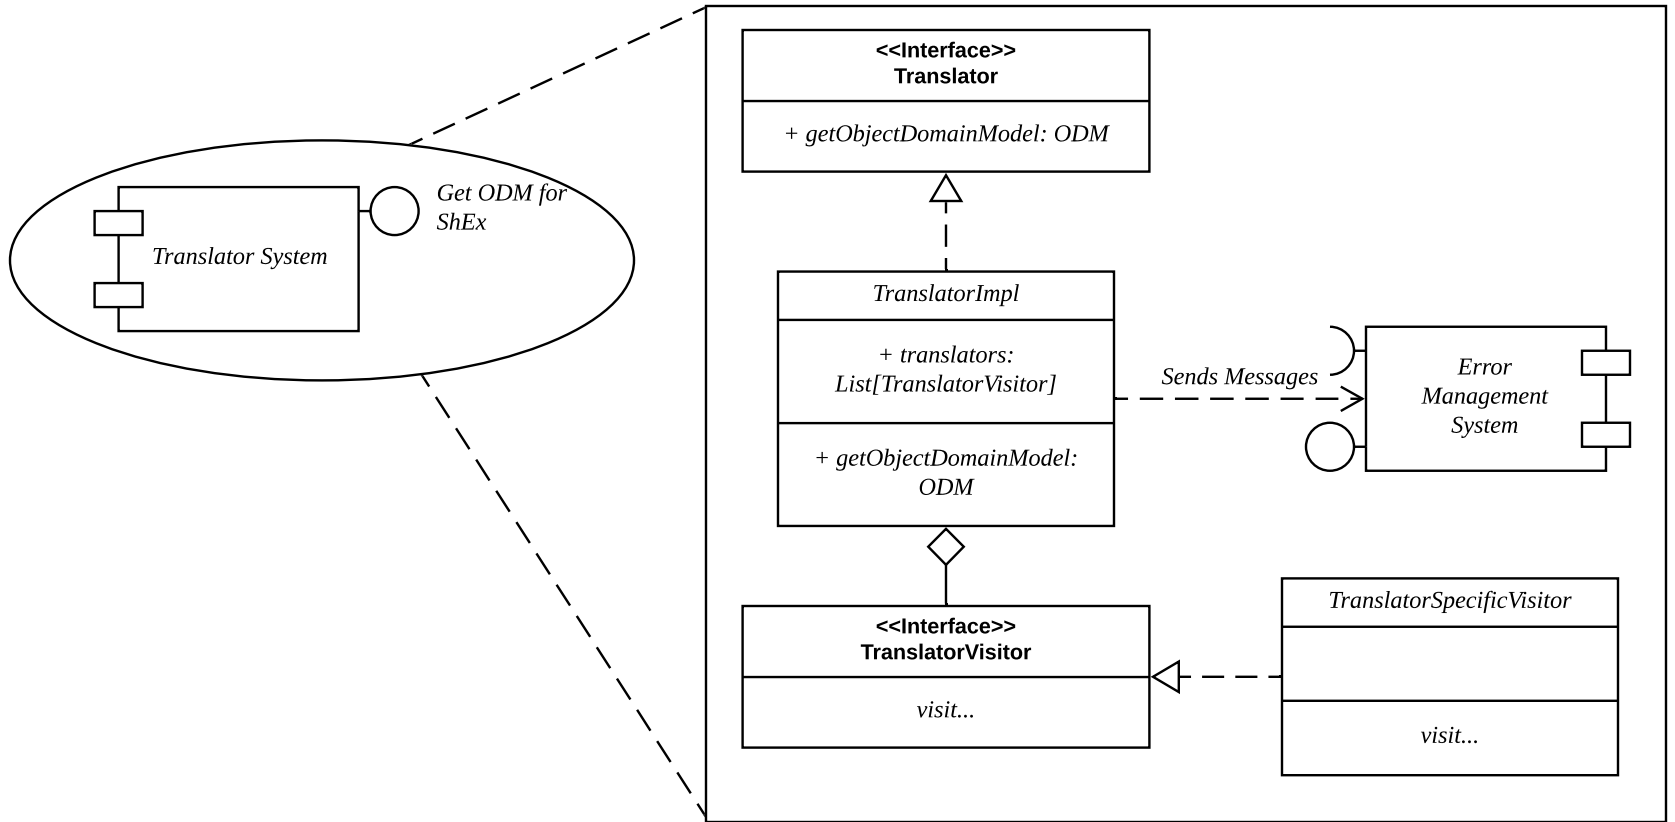 Get ODM for
ShEx
Translator System
<<Interface>>
Translator
+ getObjectDomainModel: ODM
TranslatorImpl
+ translators:
List[TranslatorVisitor]
+ getObjectDomainModel:
ODM
Sends Messages
Error
Management
System
<<Interface>>
TranslatorVisitor
visit...
TranslatorSpecificVisitor
visit...